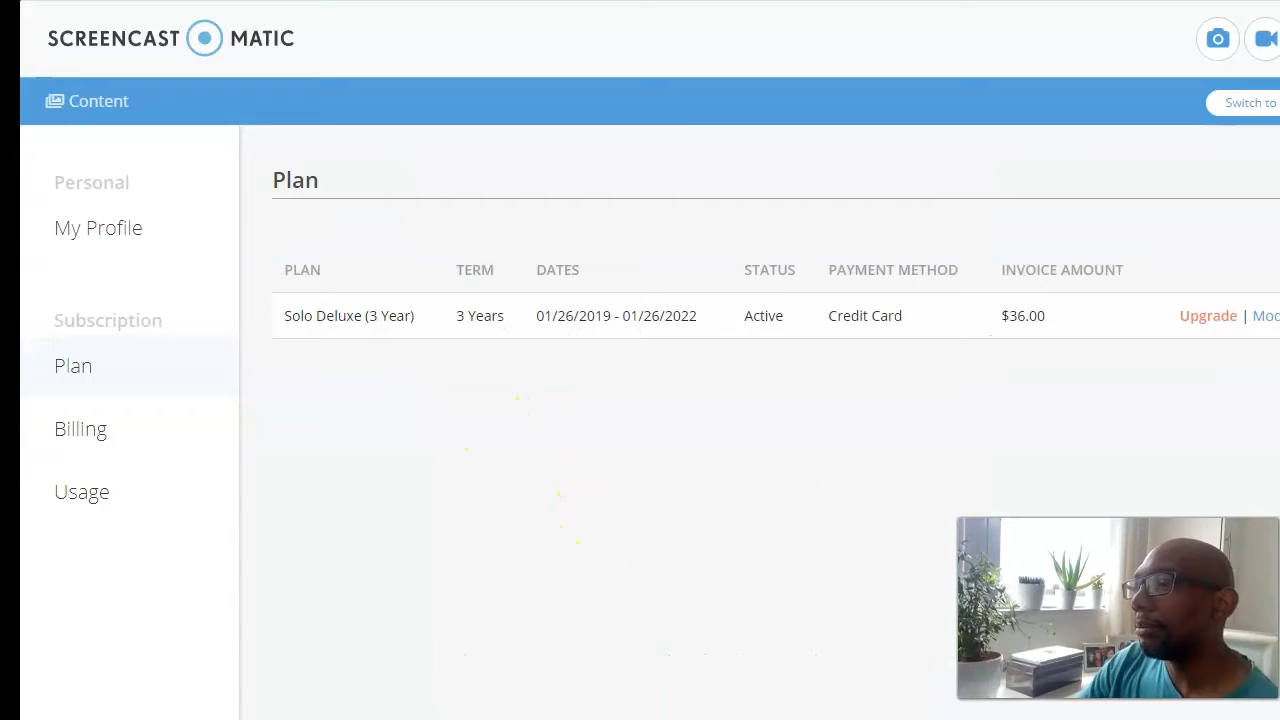 SCREENCAST MATIC
Content
Switch to
Personal
My Profile
Subscription
Plan
Billing
Usage
Plan
PLAN TERM DATES STATUS PAYMENT METHOD INVOICE AMOUNT
Solo Deluxe (3 Year) 3 Years 01/26/2019 - 01/26/2022 Active Credit Card $36.00 Upgrade | Mod